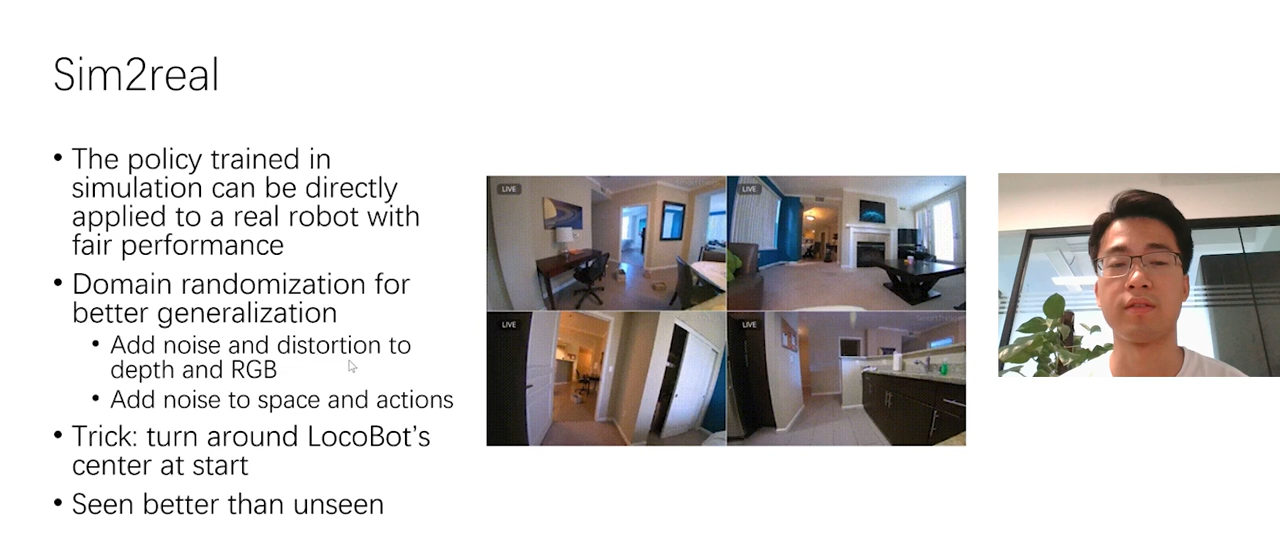 Sim2real
• The policy trained in
simulation can be directly
applied to a real robot with
fair performance
• Domain randomization for
better generalization
• Add noise and distortion to
depth and RGB
• Add noise to space and actions
• Trick: turn around LocoBot’s
center at start
• Seen better than unseen
LIVE
LIVE
LIVE
LIVE